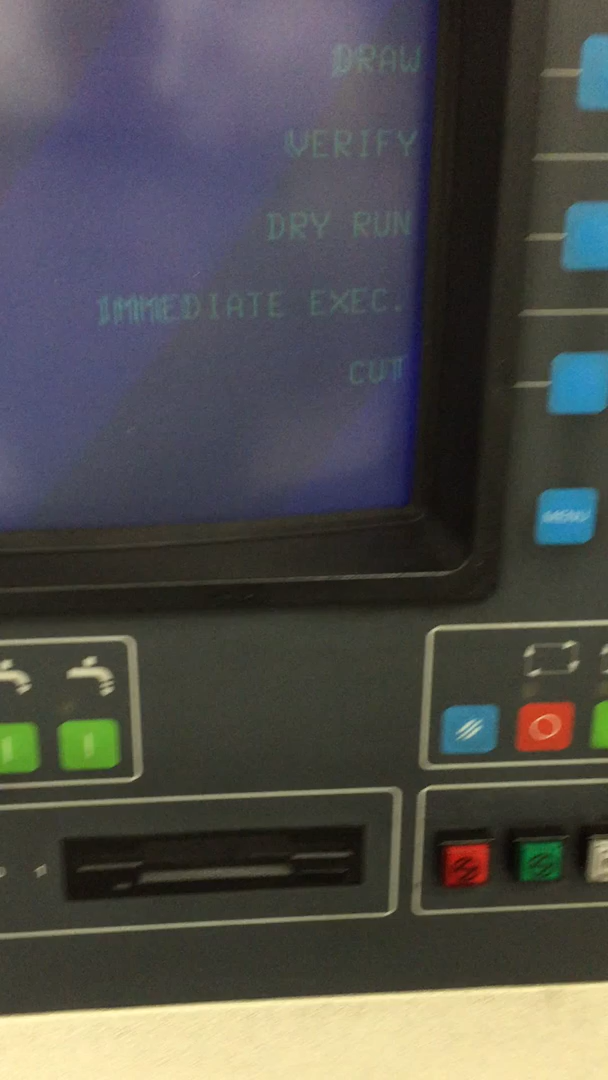 DRAW
VERIFY
DRY RUN
IMMEDIATE EXEC.
CUT
MENU